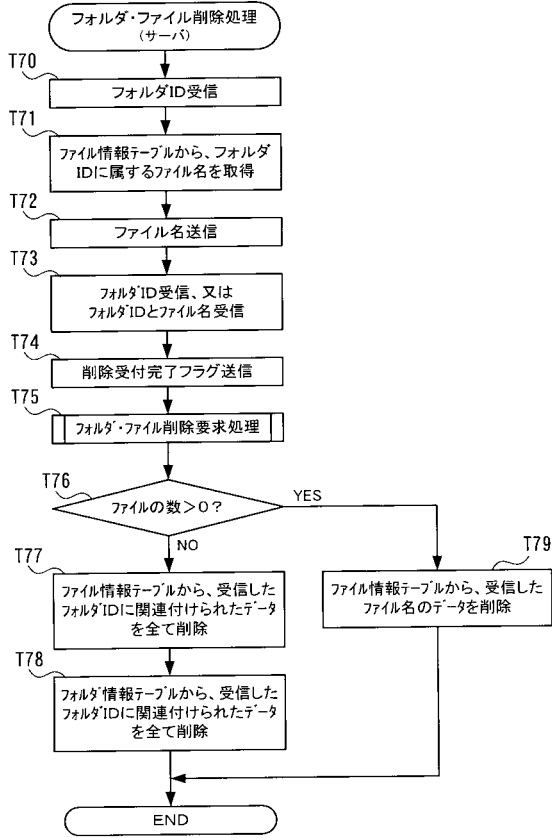 フォルダ・ファイル削除処理
(サーバ)
T70
フォルダID受信
T71
ファイル情報テーブルから、フォルダ
IDに属するファイル名を取得
T72
ファイル名送信
T73
フォルダID受信、又は
フォルダIDとファイル名受信
T74
削除受付完了フラグ送信
T75
フォルダ・ファイル削除要求処理
T76
ファイルの数>0?
YES
NO
T77
ファイル情報テーブルから、受信した
フォルダIDに関連付けられたデータ
を全て削除
T79
ファイル情報テーブルから、受信した
ファイル名のデータを削除
T78
フォルダ情報テーブルから、受信した
フォルダIDに関連付けられたデータ
を全て削除
END